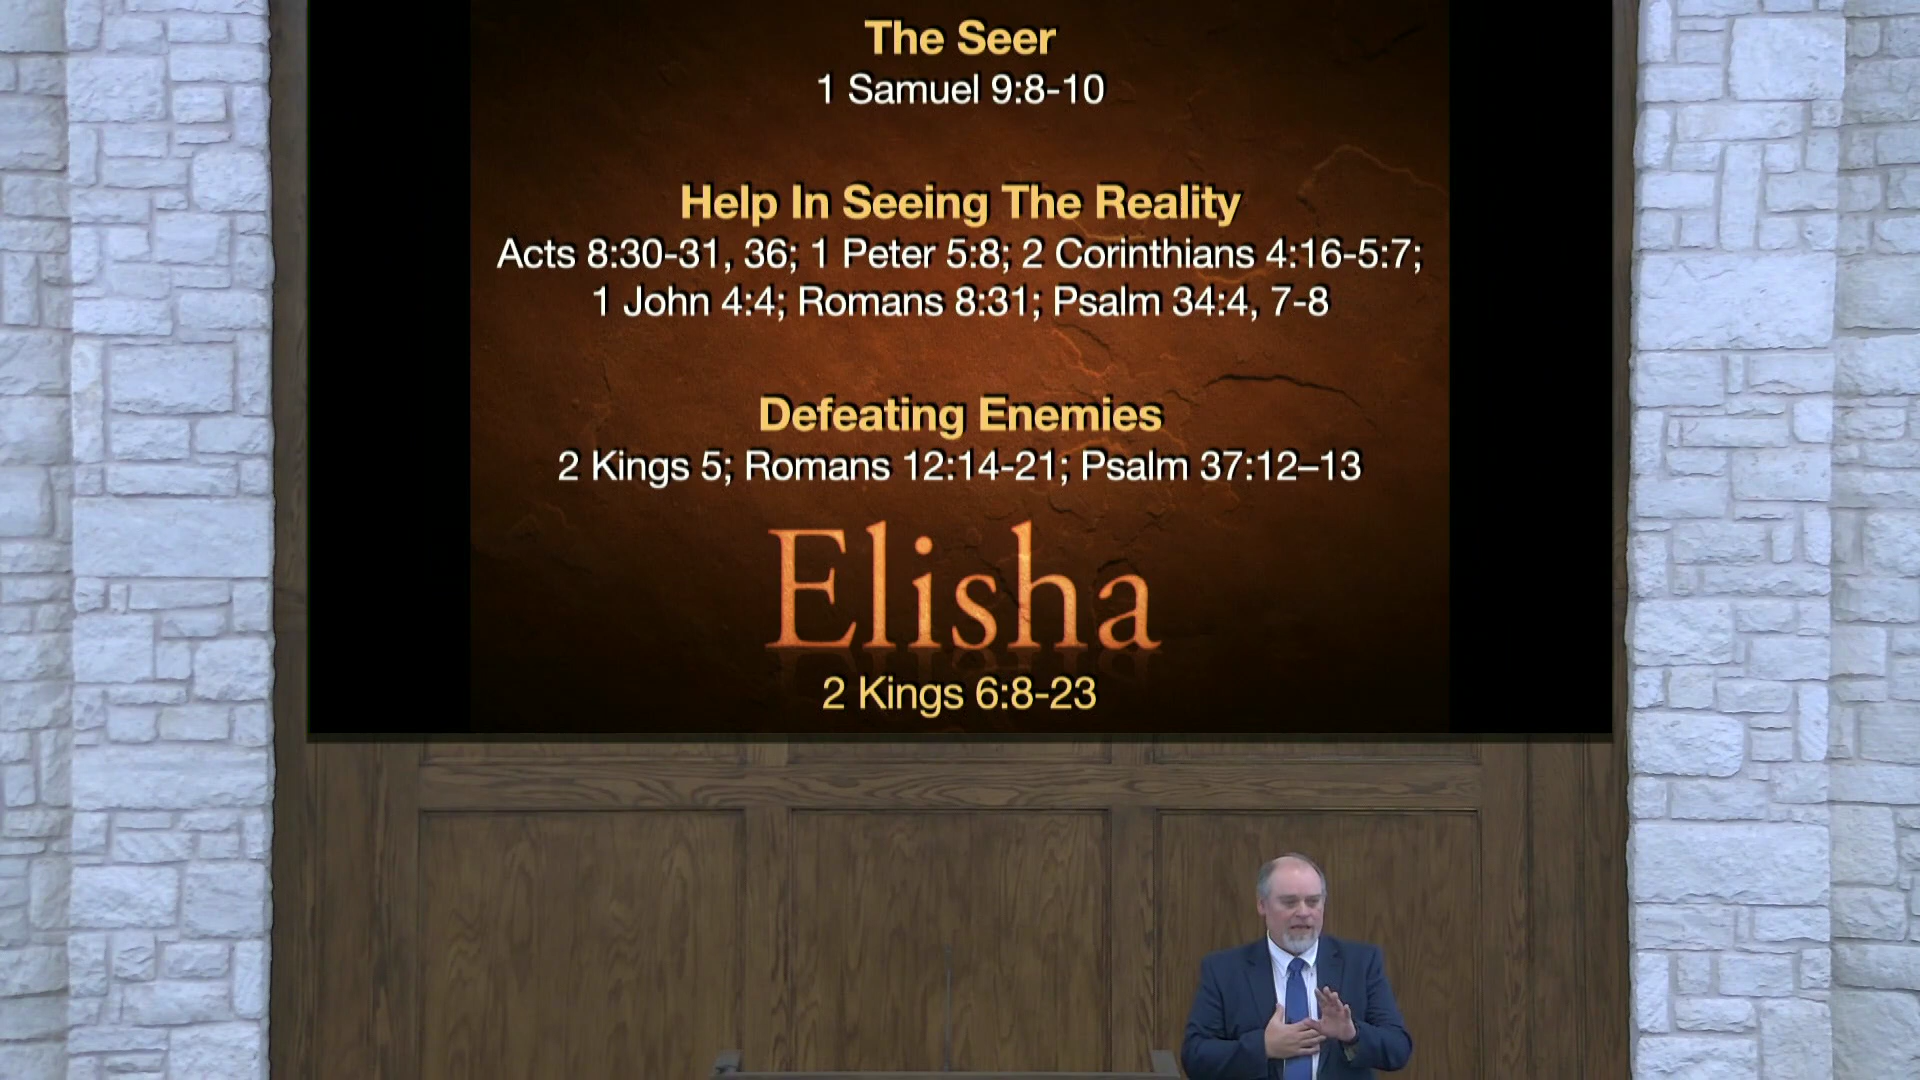 The Seer
1 Samuel 9:8-10
Help In Seeing The Reality
Acts 8:30-31, 36; 1 Peter 5:8; 2 Corinthians 4:16-5:7;
1 John 4:4; Romans 8:31; Psalm 34:4, 7-8
Defeating Enemies
2 Kings 5; Romans 12:14-21; Psalm 37:12–13
Elisha
2 Kings 6:8-23